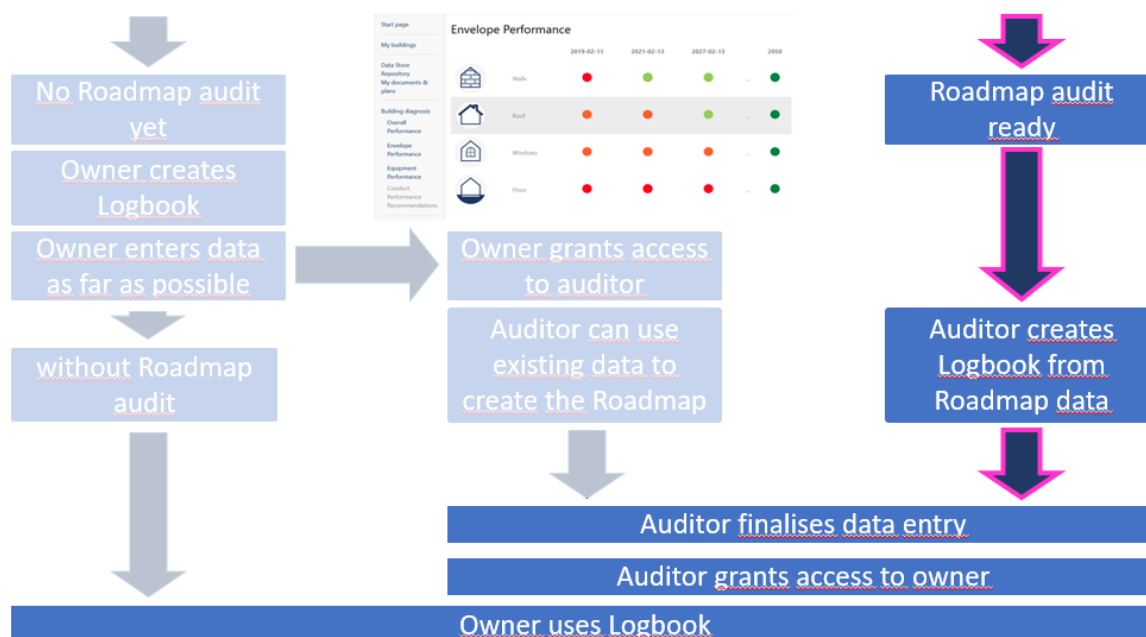 Start page
My buildings
Data Store
Repository
My documents &
plans
Building diagnosis
Overall
Performance
Envelope
Performance
Equipment
Performance
Comfort
Performance
Recommendations
Envelope Performance
2019-02-11 2021-02-13 2027-02-13 2050
Walls ...
Roof ...
Windows ...
Floor ...
No Roadmap audit
yet
Owner creates
Logbook
Owner enters data
as far as possible
without Roadmap
audit
Owner grants access
to auditor
Auditor can use
existing data to
create the Roadmap
Roadmap audit
ready
Auditor creates
Logbook from
Roadmap data
Auditor finalises data entry
Auditor grants access to owner
Owner uses Logbook